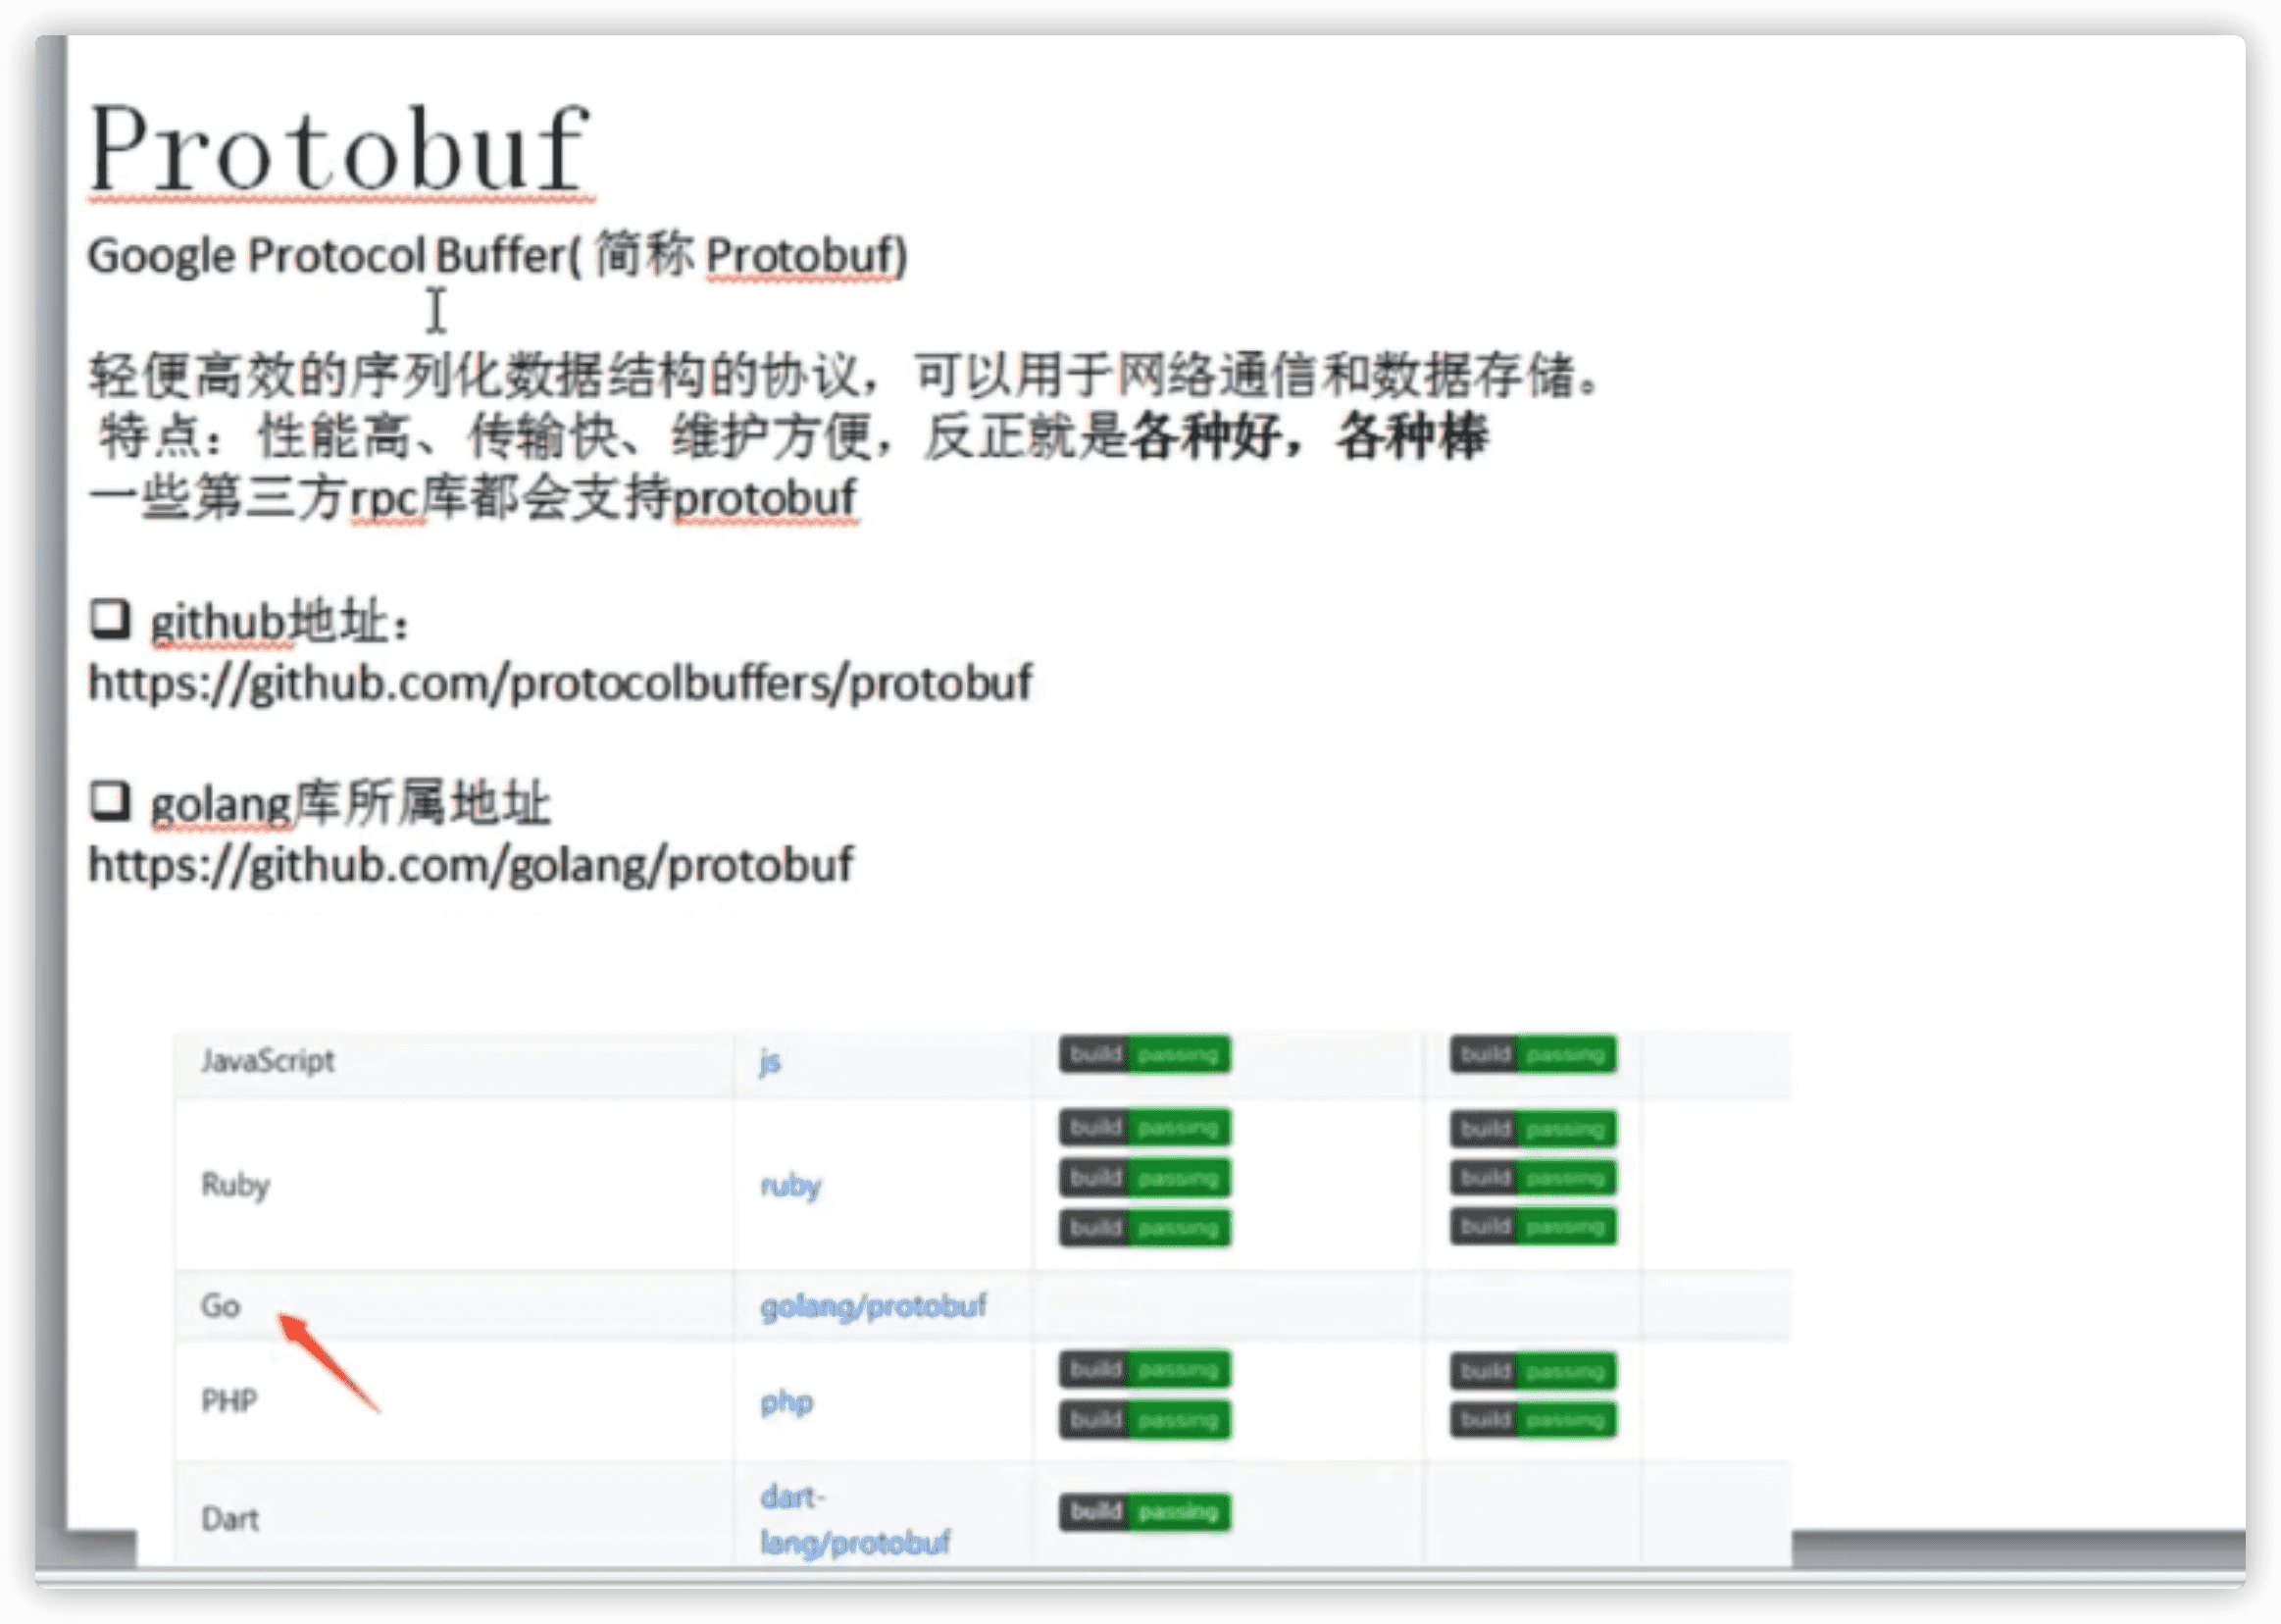 Protobuf
Google Protocol Buffer( 简称 Protobuf)
轻便高效的序列化数据结构的协议，可以用于网络通信和数据存储。
特点：性能高、传输快、维护方便，反正就是各种好，各种棒
一些第三方rpc库都会支持protobuf
❑ github地址：
https://github.com/protocolbuffers/protobuf
❑ golang库所属地址
https://github.com/golang/protobuf
JavaScript js build passing build passing
build passing build passing
Ruby ruby build passing build passing
build passing build passing
Go golang/protobuf
build passing build passing
PHP php
build passing build passing
dart-
Dart build passing
lang/protobuf